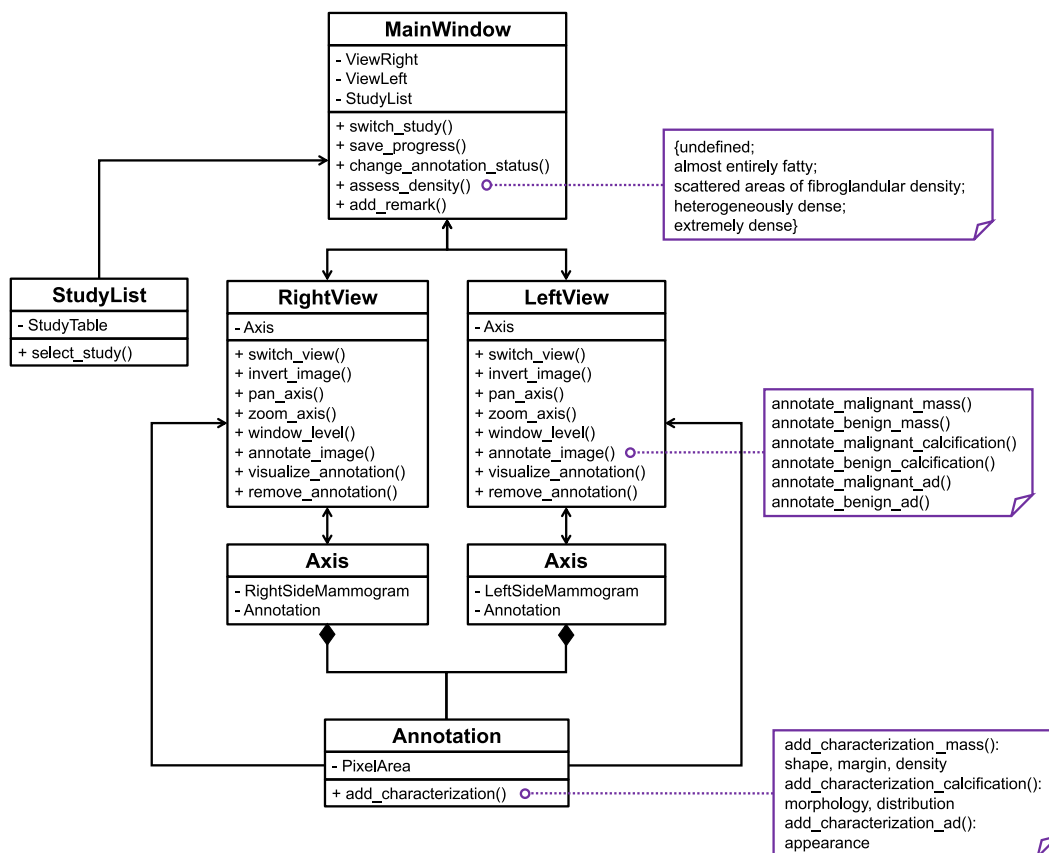 MainWindow
- ViewRight
- ViewLeft
- StudyList
+ switch_study()
+ save_progress()
+ change_annotation_status()
+ assess_density()
+ add_remark()
{undefined;
almost entirely fatty;
scattered areas of fibroglandular density;
heterogeneously dense;
extremely dense}
StudyList
- StudyTable
+ select_study()
RightView
- Axis
+ switch_view()
+ invert_image()
+ pan_axis()
+ zoom_axis()
+ window_level()
+ annotate_image()
+ visualize_annotation()
+ remove_annotation()
LeftView
- Axis
+ switch_view()
+ invert_image()
+ pan_axis()
+ zoom_axis()
+ window_level()
+ annotate_image()
+ visualize_annotation()
+ remove_annotation()
annotate_malignant_mass()
annotate_benign_mass()
annotate_malignant_calcification()
annotate_benign_calcification()
annotate_malignant_ad()
annotate_benign_ad()
Axis
- RightSideMammogram
- Annotation
Axis
- LeftSideMammogram
- Annotation
Annotation
- PixelArea
+ add_characterization()
add_characterization_mass():
shape, margin, density
add_characterization_calcification():
morphology, distribution
add_characterization_ad():
appearance